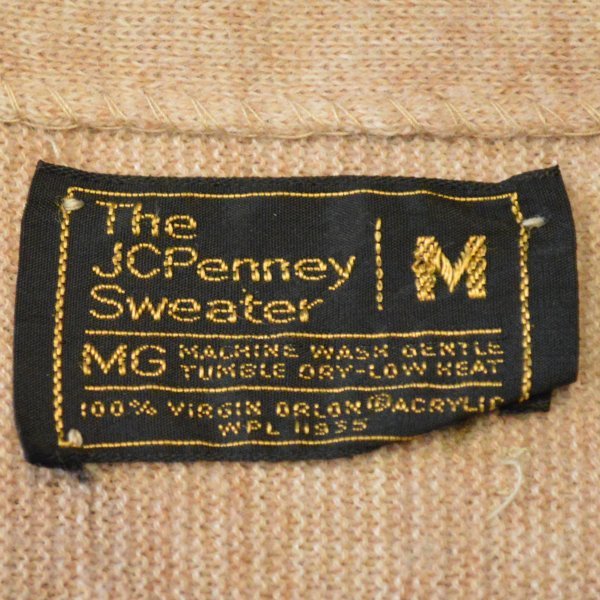 The
JCPenney
Sweater
M
MG MACHINE WASH GENTLE
TUMBLE DRY-LOW HEAT
100% VIRGIN ORLON ® ACRYLIC
WPL 11935